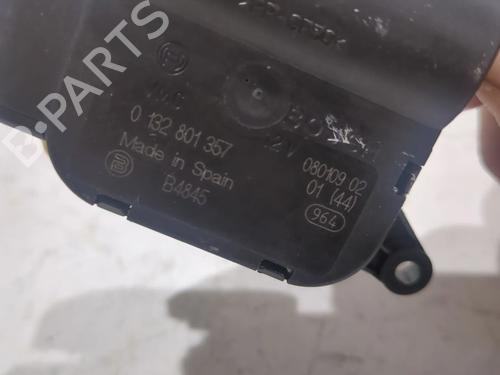 B-PARTS
0 132 801 357
12V
Made in Spain
B4845
080109 02
01 (44)
964